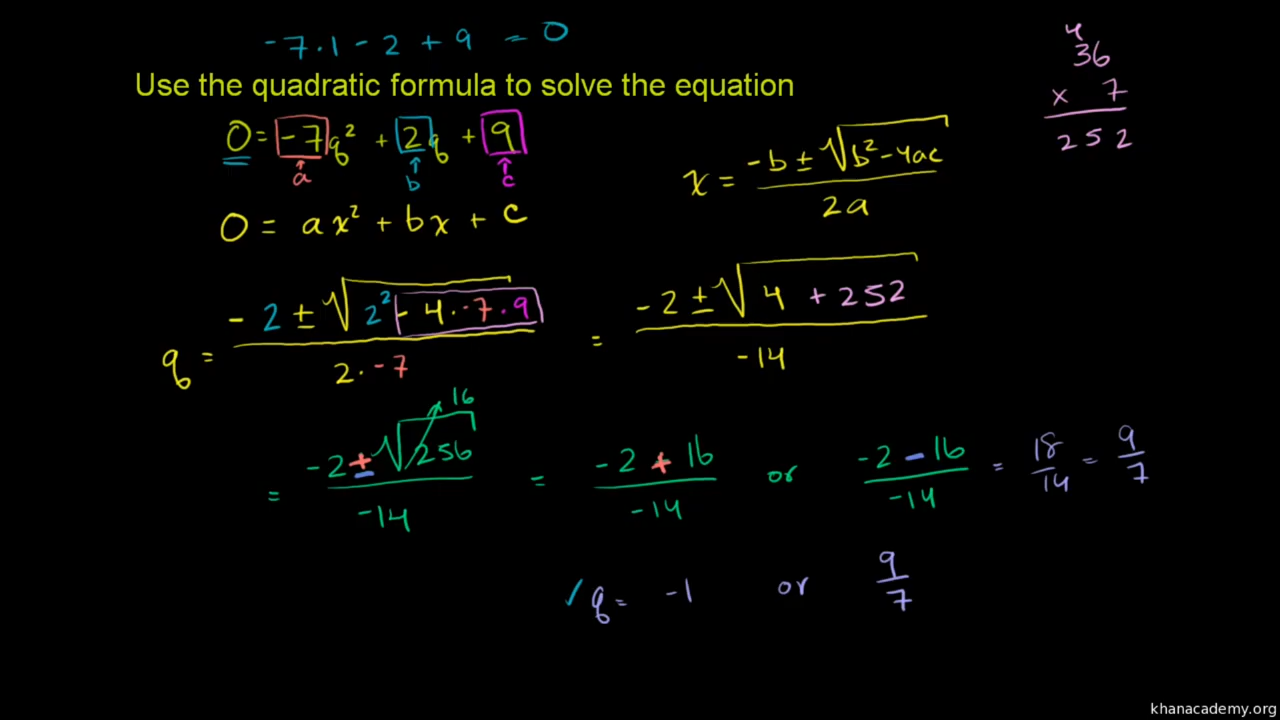 -7·1 - 2 + 9 = 0
Use the quadratic formula to solve the equation
0 = -7q² + 2q + 9
a b c
0 = ax² + bx + c
x = (-b ± √(b² - 4ac)) / 2a
4
36
x 7
252
q = (-2 ± √(2² - 4·-7·9)) / (2·-7) = (-2 ± √(4 + 252)) / -14
16
= (-2 ± √256) / -14 = (-2 + 16) / -14 or (-2 - 16) / -14 = 18/14 = 9/7
✓ q = -1 or 9/7
khanacademy.org